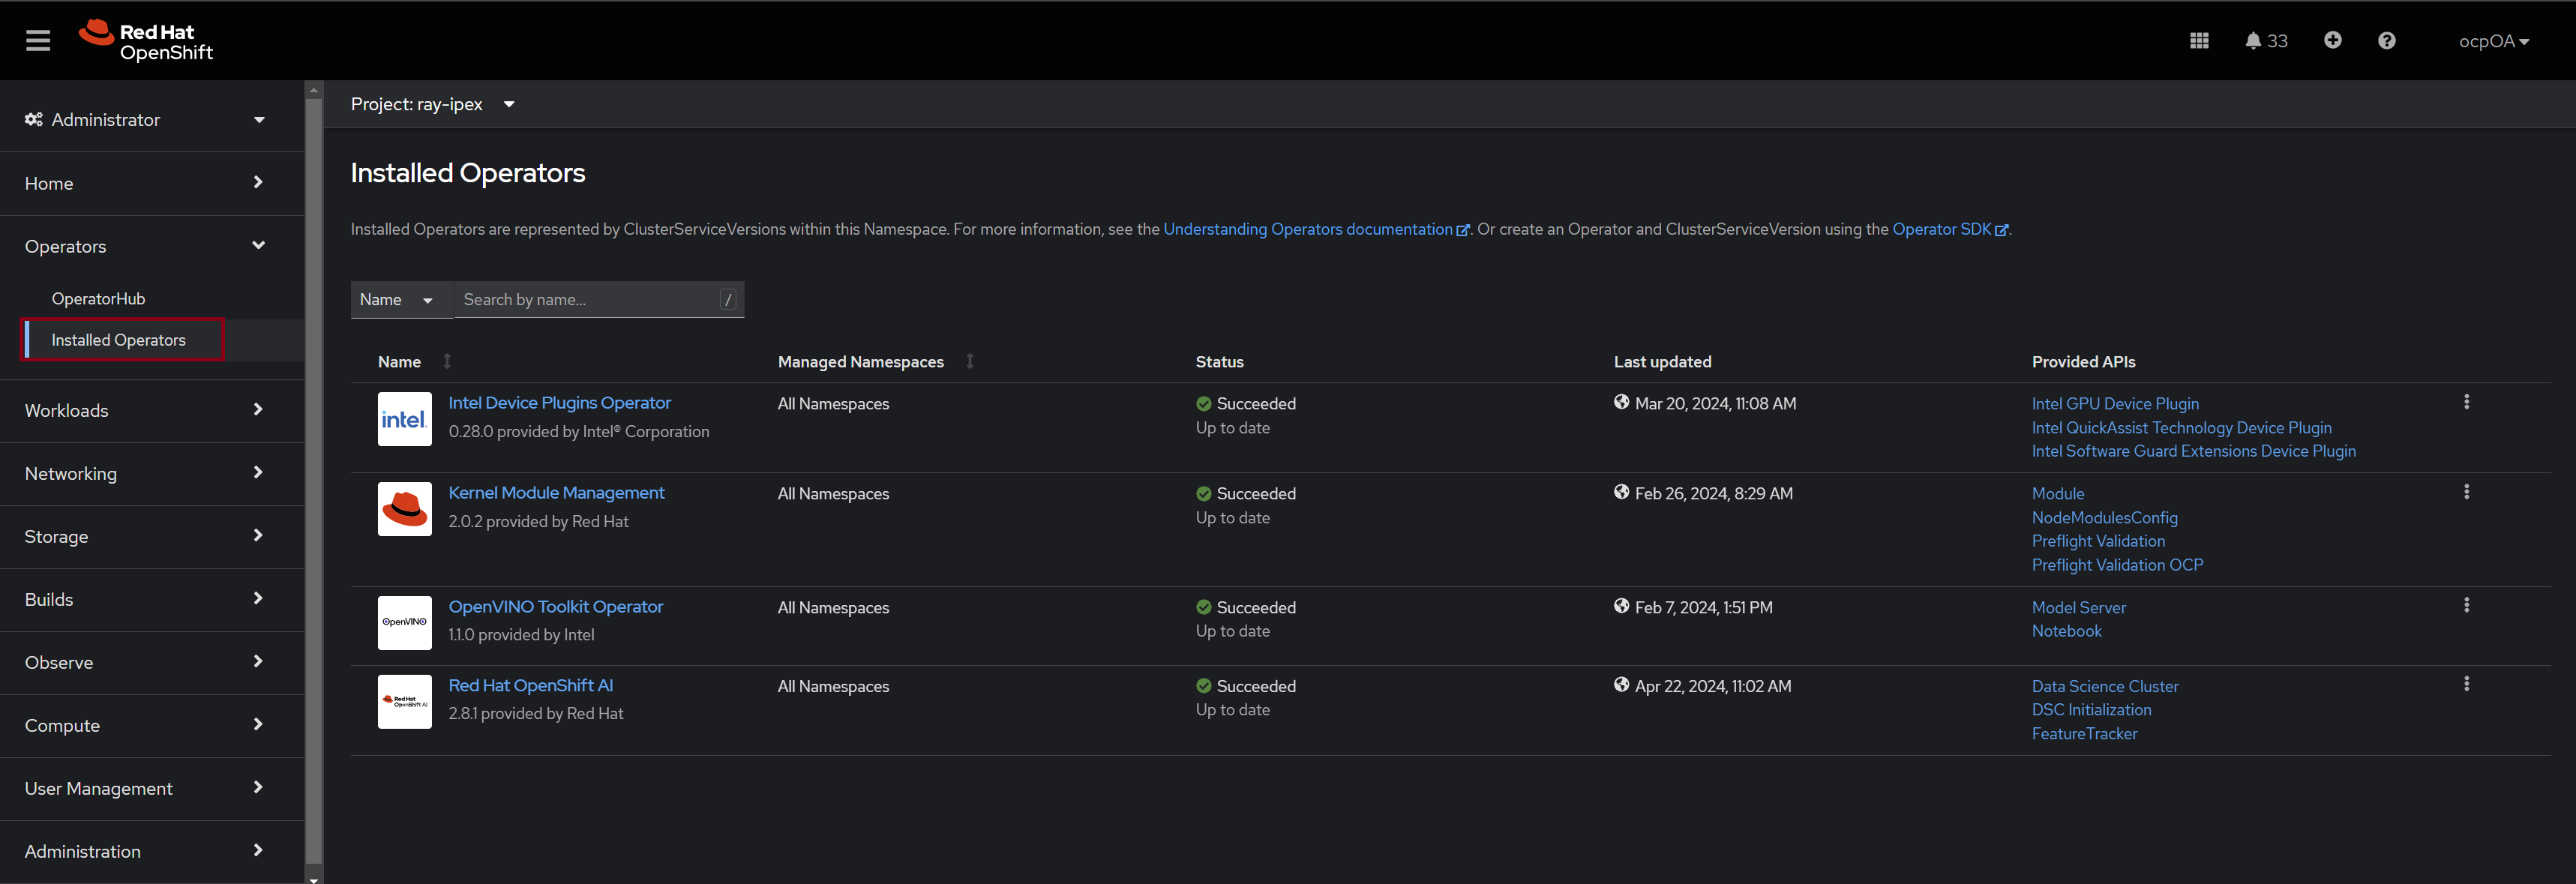 Red Hat
OpenShift
33
ocpOA
Administrator
Home
Operators
OperatorHub
Installed Operators
Workloads
Networking
Storage
Builds
Observe
Compute
User Management
Administration
Project: ray-ipex
Installed Operators
Installed Operators are represented by ClusterServiceVersions within this Namespace. For more information, see the Understanding Operators documentation. Or create an Operator and ClusterServiceVersion using the Operator SDK.
Name Search by name... /
Name Managed Namespaces Status Last updated Provided APIs
intel. Intel Device Plugins Operator All Namespaces Succeeded Mar 20, 2024, 11:08 AM Intel GPU Device Plugin
0.28.0 provided by Intel® Corporation Up to date Intel QuickAssist Technology Device Plugin
Intel Software Guard Extensions Device Plugin
Kernel Module Management All Namespaces Succeeded Feb 26, 2024, 8:29 AM Module
2.0.2 provided by Red Hat Up to date NodeModulesConfig
Preflight Validation
Preflight Validation OCP
OpenVINO OpenVINO Toolkit Operator All Namespaces Succeeded Feb 7, 2024, 1:51 PM Model Server
1.1.0 provided by Intel Up to date Notebook
Red Hat OpenShift AI All Namespaces Succeeded Apr 22, 2024, 11:02 AM Data Science Cluster
Red Hat
OpenShift AI
2.8.1 provided by Red Hat Up to date DSC Initialization
FeatureTracker